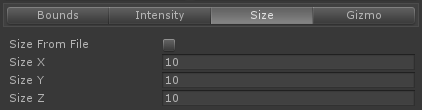 Bounds Intensity Size Gizmo
Size From File
Size X 10
Size Y 10
Size Z 10